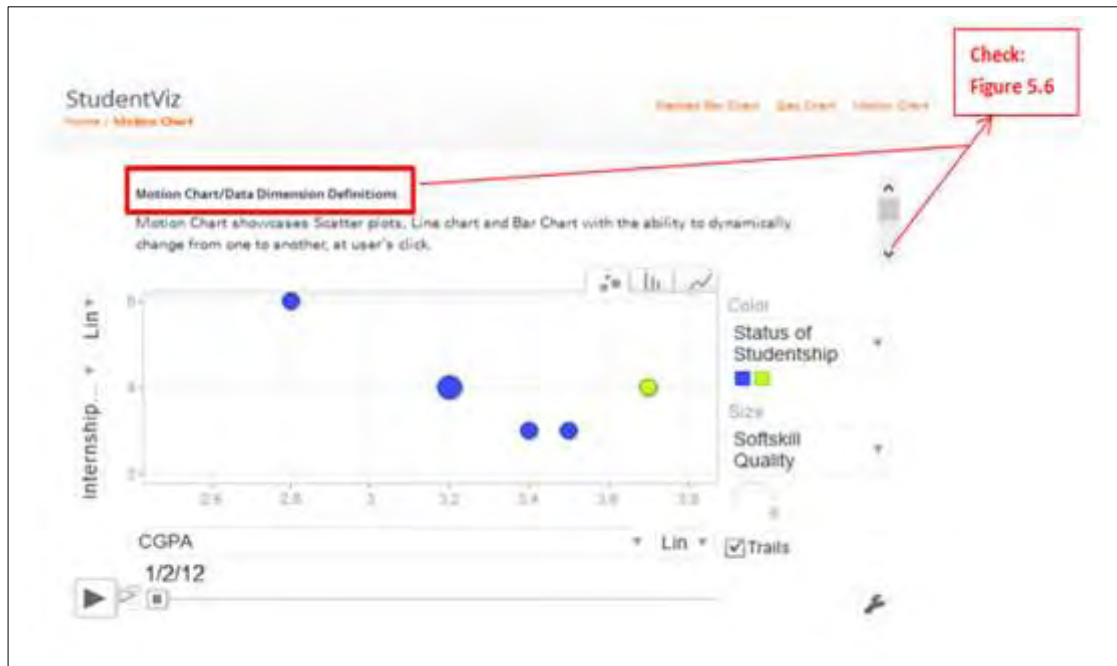 Check:
Figure 5.6
StudentViz
Home / Motion Chart
Stacked Bar Chart Geo Chart Motion Chart
Motion Chart/Data Dimension Definitions
Motion Chart showcases Scatter plots, Line chart and Bar Chart with the ability to dynamically
change from one to another, at user's click.
Lin
Internship....
6
4
2
2.6 2.8 3 3.2 3.4 3.6 3.8
Color
Status of
Studentship
Size
Softskill
Quality
CGPA
Lin
Trails
1/2/12